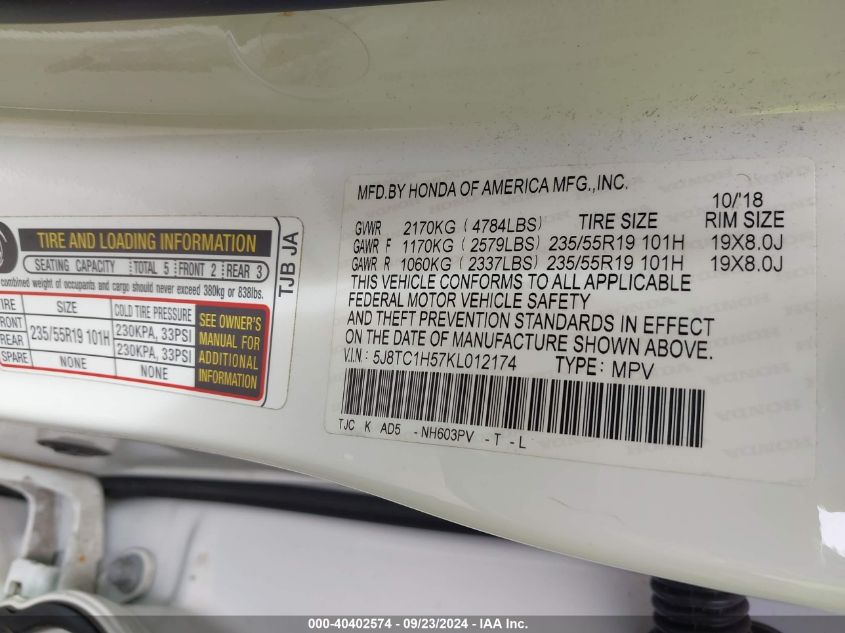 MFD.BY HONDA OF AMERICA MFG.,INC.
10/'18
GVWR 2170KG ( 4784LBS) TIRE SIZE RIM SIZE
GAWR F 1170KG ( 2579LBS) 235/55R19 101H 19X8.0J
GAWR R 1060KG ( 2337LBS) 235/55R19 101H 19X8.0J
THIS VEHICLE CONFORMS TO ALL APPLICABLE
FEDERAL MOTOR VEHICLE SAFETY
AND THEFT PREVENTION STANDARDS IN EFFECT
ON THE DATE OF MANUFACTURE SHOWN ABOVE.
V.I.N : 5J8TC1H57KL012174 TYPE: MPV
TJC K AD5 -NH603PV -T -L
TIRE AND LOADING INFORMATION
SEATING CAPACITY TOTAL 5 FRONT 2 REAR 3
combined weight of occupants and cargo should never exceed 380kg or 838lbs.
TIRE SIZE COLD TIRE PRESSURE
FRONT 235/55R19 101H 230KPA, 33PSI
REAR 230KPA, 33PSI
SPARE NONE NONE
SEE OWNER'S
MANUAL FOR
ADDITIONAL
INFORMATION
TJB JA
000-40402574 - 09/23/2024 - IAA Inc.